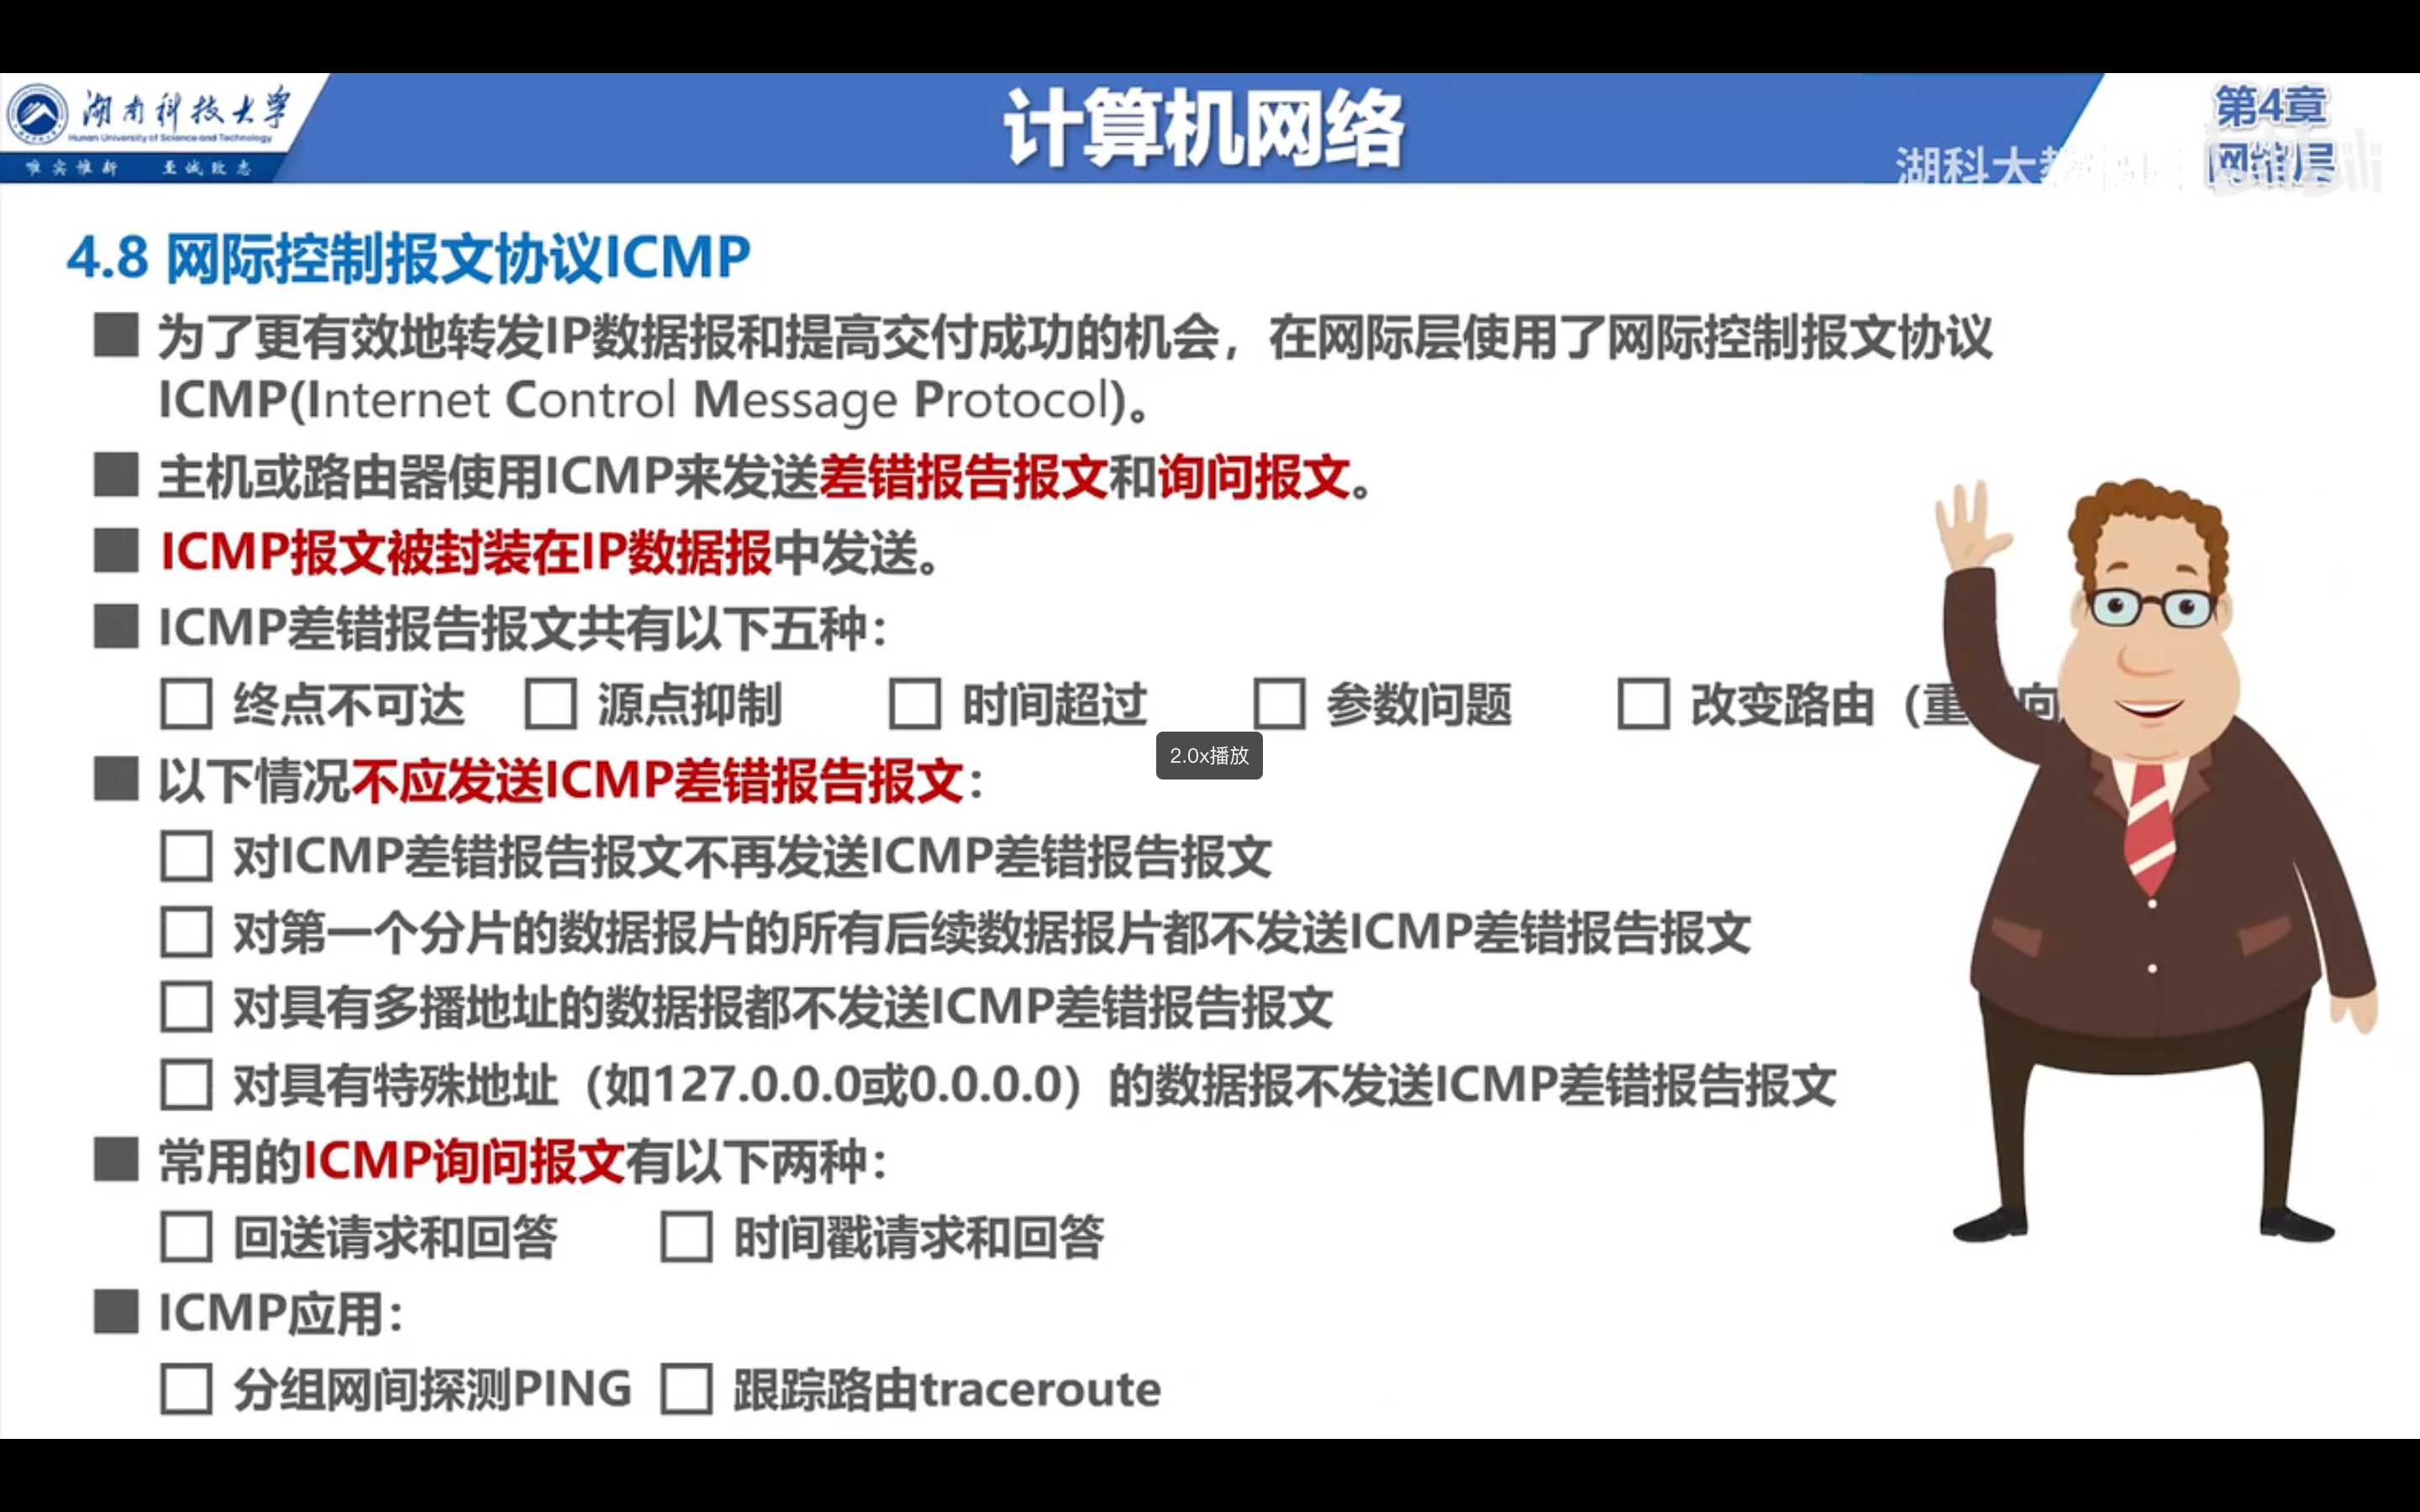 湖南科技大学
Hunan University of Science and Technology
唯实惟新 至诚致志
计算机网络
第4章
网络层
湖科大教
4.8 网际控制报文协议ICMP
为了更有效地转发IP数据报和提高交付成功的机会，在网际层使用了网际控制报文协议
ICMP(Internet Control Message Protocol)。
主机或路由器使用ICMP来发送差错报告报文和询问报文。
ICMP报文被封装在IP数据报中发送。
ICMP差错报告报文共有以下五种：
终点不可达 源点抑制 时间超过 参数问题 改变路由（重 向
2.0x播放
以下情况不应发送ICMP差错报告报文：
对ICMP差错报告报文不再发送ICMP差错报告报文
对第一个分片的数据报片的所有后续数据报片都不发送ICMP差错报告报文
对具有多播地址的数据报都不发送ICMP差错报告报文
对具有特殊地址（如127.0.0.0或0.0.0.0）的数据报不发送ICMP差错报告报文
常用的ICMP询问报文有以下两种：
回送请求和回答 时间戳请求和回答
ICMP应用：
分组网间探测PING 跟踪路由traceroute